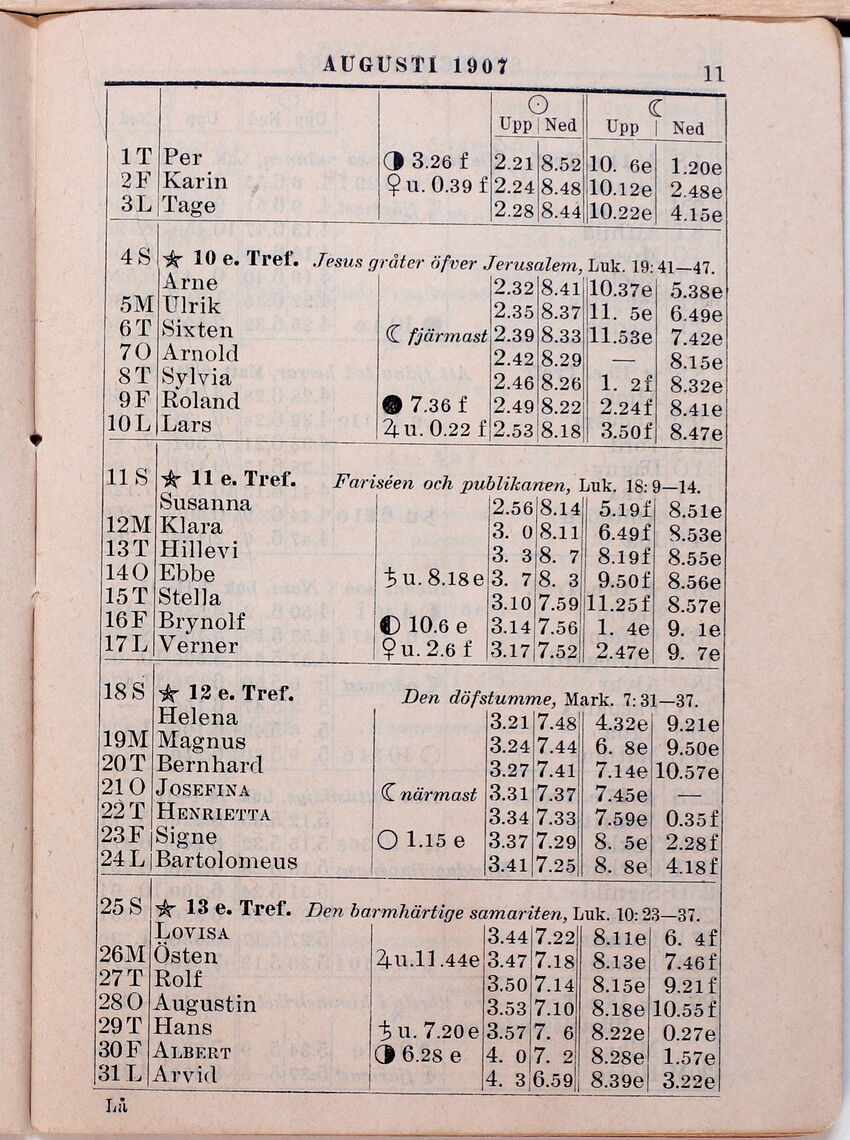 AUGUSTI 1907 11
☉ ☾
Upp Ned Upp Ned
1 T Per ◑ 3.26 f 2.21 8.52 10. 6e 1.20e
2 F Karin ♀ u. 0.39 f 2.24 8.48 10.12e 2.48e
3 L Tage 2.28 8.44 10.22e 4.15e
4 S ★ 10 e. Tref. Jesus gråter öfver Jerusalem, Luk. 19: 41—47.
Arne 2.32 8.41 10.37e 5.38e
5 M Ulrik 2.35 8.37 11. 5e 6.49e
6 T Sixten ☾ fjärmast 2.39 8.33 11.53e 7.42e
7 O Arnold 2.42 8.29 — 8.15e
8 T Sylvia 2.46 8.26 1. 2f 8.32e
9 F Roland ● 7.36 f 2.49 8.22 2.24f 8.41e
10 L Lars ♃ u. 0.22 f 2.53 8.18 3.50f 8.47e
11 S ★ 11 e. Tref. Fariséen och publikanen, Luk. 18: 9—14.
Susanna 2.56 8.14 5.19f 8.51e
12 M Klara 3. 0 8.11 6.49f 8.53e
13 T Hillevi 3. 3 8. 7 8.19f 8.55e
14 O Ebbe ♄ u. 8.18 e 3. 7 8. 3 9.50f 8.56e
15 T Stella 3.10 7.59 11.25f 8.57e
16 F Brynolf ◐ 10.6 e 3.14 7.56 1. 4e 9. 1e
17 L Verner ♀ u. 2.6 f 3.17 7.52 2.47e 9. 7e
18 S ★ 12 e. Tref. Den döfstumme, Mark. 7: 31—37.
Helena 3.21 7.48 4.32e 9.21e
19 M Magnus 3.24 7.44 6. 8e 9.50e
20 T Bernhard 3.27 7.41 7.14e 10.57e
21 O JOSEFINA ☾ närmast 3.31 7.37 7.45e —
22 T HENRIETTA 3.34 7.33 7.59e 0.35f
23 F Signe ○ 1.15 e 3.37 7.29 8. 5e 2.28f
24 L Bartolomeus 3.41 7.25 8. 8e 4.18f
25 S ★ 13 e. Tref. Den barmhärtige samariten, Luk. 10: 23—37.
LOVISA 3.44 7.22 8.11e 6. 4f
26 M Östen ♃ u. 11.44e 3.47 7.18 8.13e 7.46f
27 T Rolf 3.50 7.14 8.15e 9.21f
28 O Augustin 3.53 7.10 8.18e 10.55f
29 T Hans ♄ u. 7.20 e 3.57 7. 6 8.22e 0.27e
30 F ALBERT ◑ 6.28 e 4. 0 7. 2 8.28e 1.57e
31 L Arvid 4. 3 6.59 8.39e 3.22e
Lå